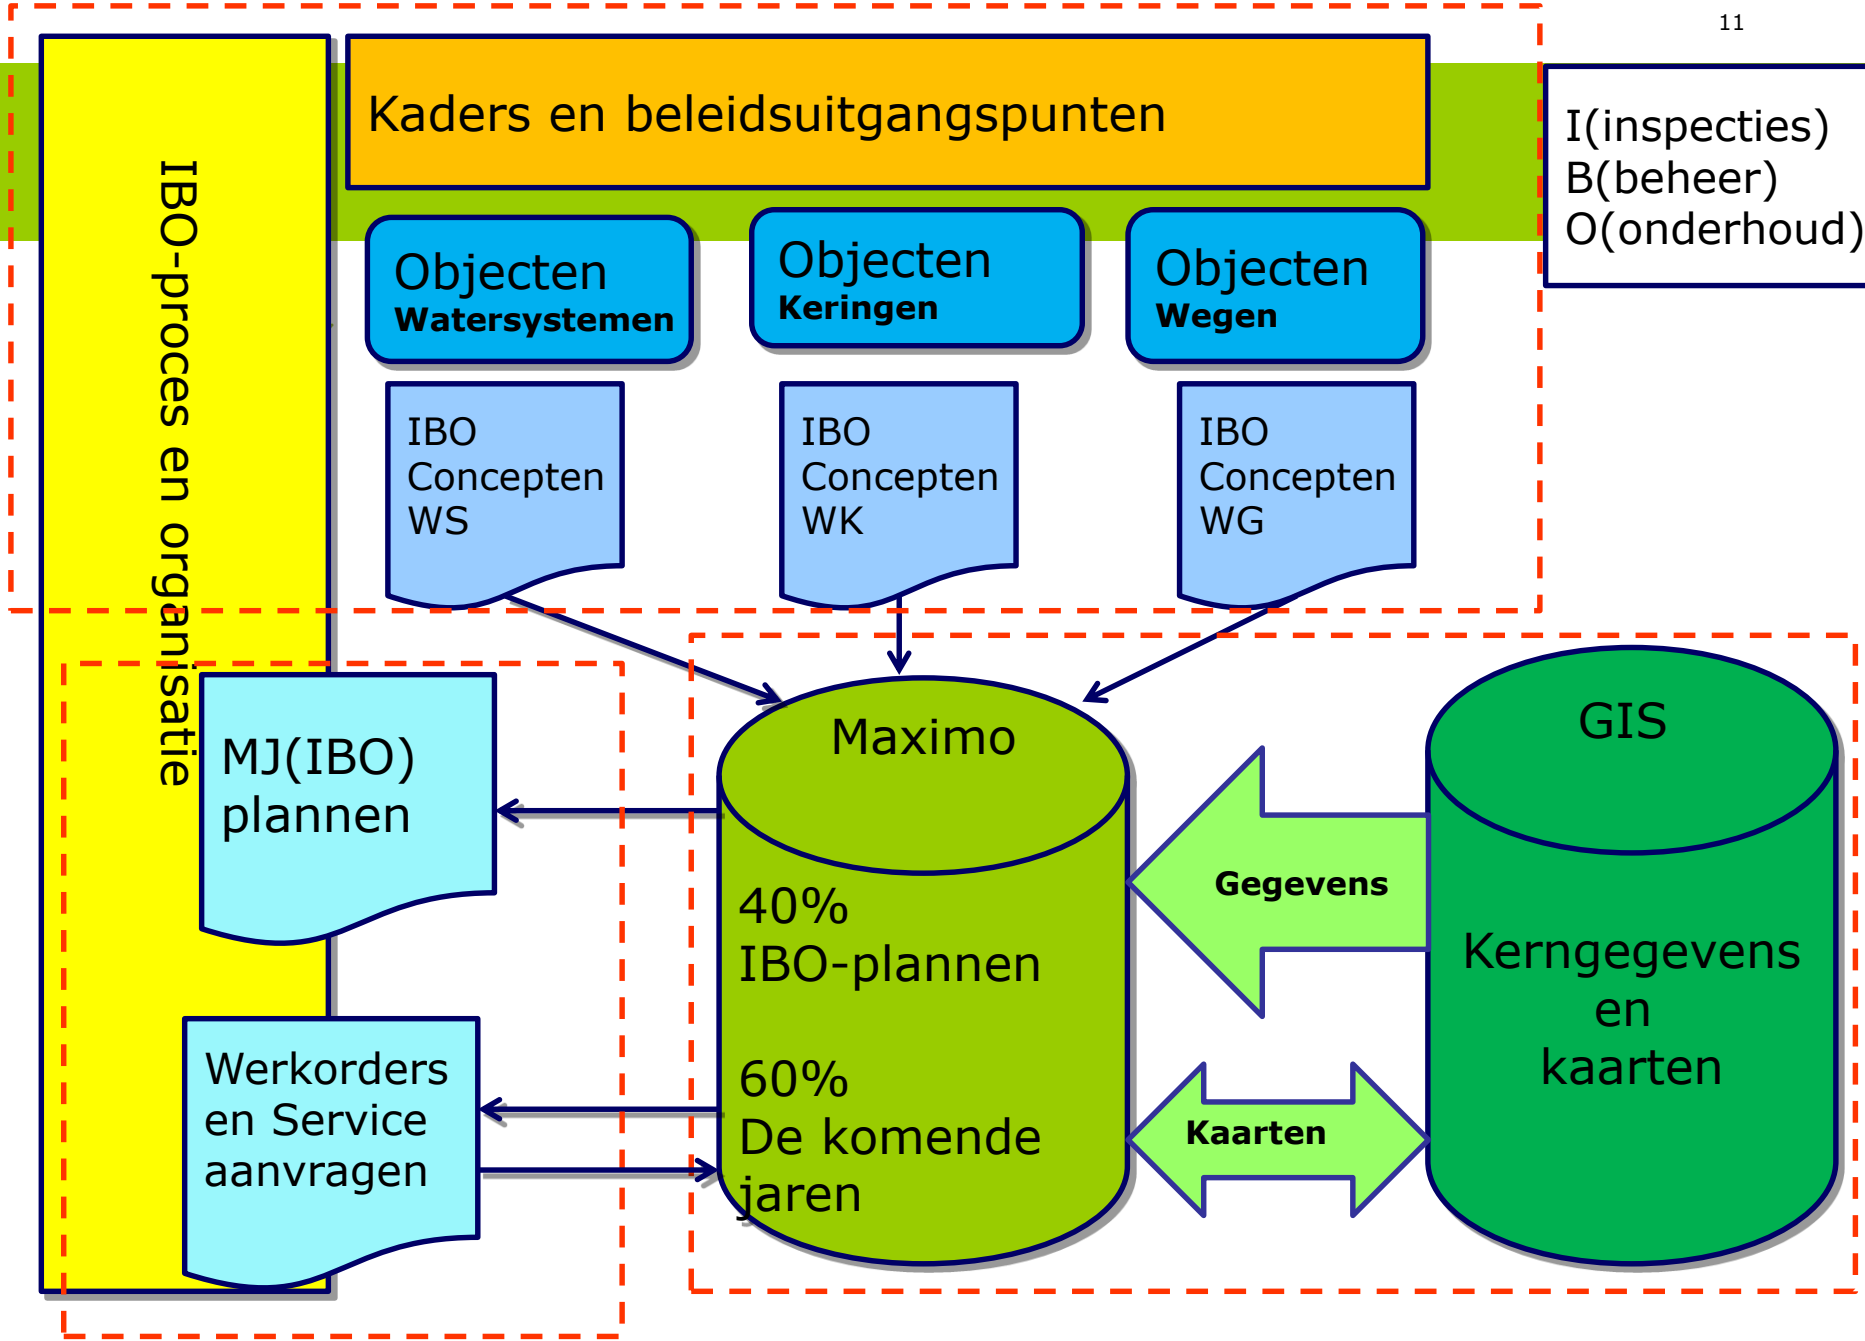 11
Kaders en beleidsuitgangspunten
I(inspecties)
B(beheer)
O(onderhoud)
IBO-proces en organisatie
Objecten
Watersystemen
Objecten
Keringen
Objecten
Wegen
IBO
Concepten
WS
IBO
Concepten
WK
IBO
Concepten
WG
MJ(IBO)
plannen
Werkorders
en Service
aanvragen
Maximo
40%
IBO-plannen
60%
De komende
jaren
Gegevens
Kaarten
GIS
Kerngegevens
en
kaarten